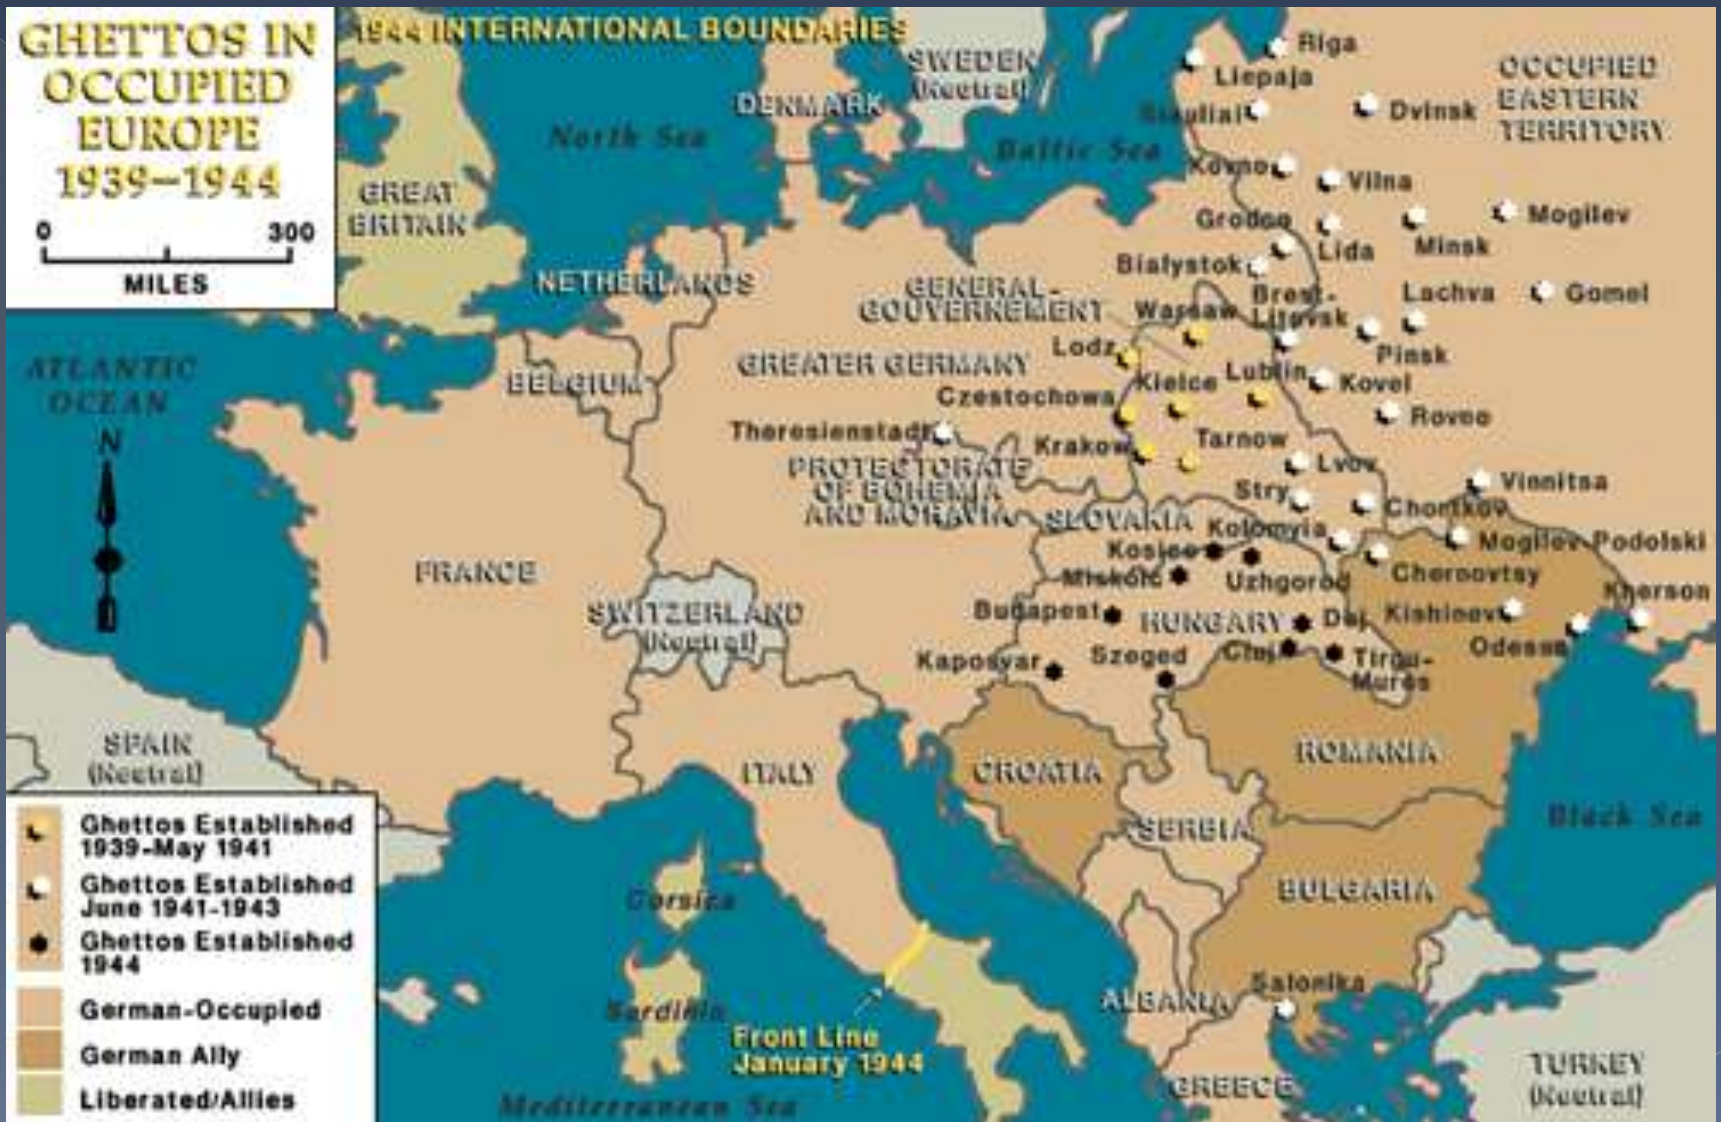 GHETTOS IN
OCCUPIED
EUROPE
1939–1944
0 300
MILES
1944 INTERNATIONAL BOUNDARIES
SWEDEN
(Neutral)
DENMARK
North Sea
Baltic Sea
GREAT
BRITAIN
NETHERLANDS
BELGIUM
ATLANTIC
OCEAN
N
Riga
Liepaja
Siauliai
Dvinsk
OCCUPIED
EASTERN
TERRITORY
Kovno
Vilna
Grodno
Lida
Minsk
Mogilev
Bialystok
Brest-
Litovsk
Lachva
Gomel
Pinsk
GENERAL-
GOUVERNEMENT
Warsaw
Lodz
GREATER GERMANY
Kielce
Lublin
Kovel
Czestochowa
Rovno
Theresienstadt
Krakow
Tarnow
Lvov
PROTECTORATE
OF BOHEMIA
AND MORAVIA
Stry
Vinnitsa
Chortkov
SLOVAKIA
Kolomyia
Mogilev-Podolski
Kosice
Miskolc
Uzhgorod
Chernovtsy
Kherson
FRANCE
SWITZERLAND
(Neutral)
Budapest
HUNGARY
Dej
Kishinev
Odessa
Kaposvar
Szeged
Cluj
Tirgu-
Mures
SPAIN
(Neutral)
ITALY
CROATIA
ROMANIA
SERBIA
Black Sea
BULGARIA
Corsica
Sardinia
ALBANIA
Salonika
GREECE
TURKEY
(Neutral)
Front Line
January 1944
Mediterranean Sea
Ghettos Established
1939-May 1941
Ghettos Established
June 1941-1943
Ghettos Established
1944
German-Occupied
German Ally
Liberated/Allies